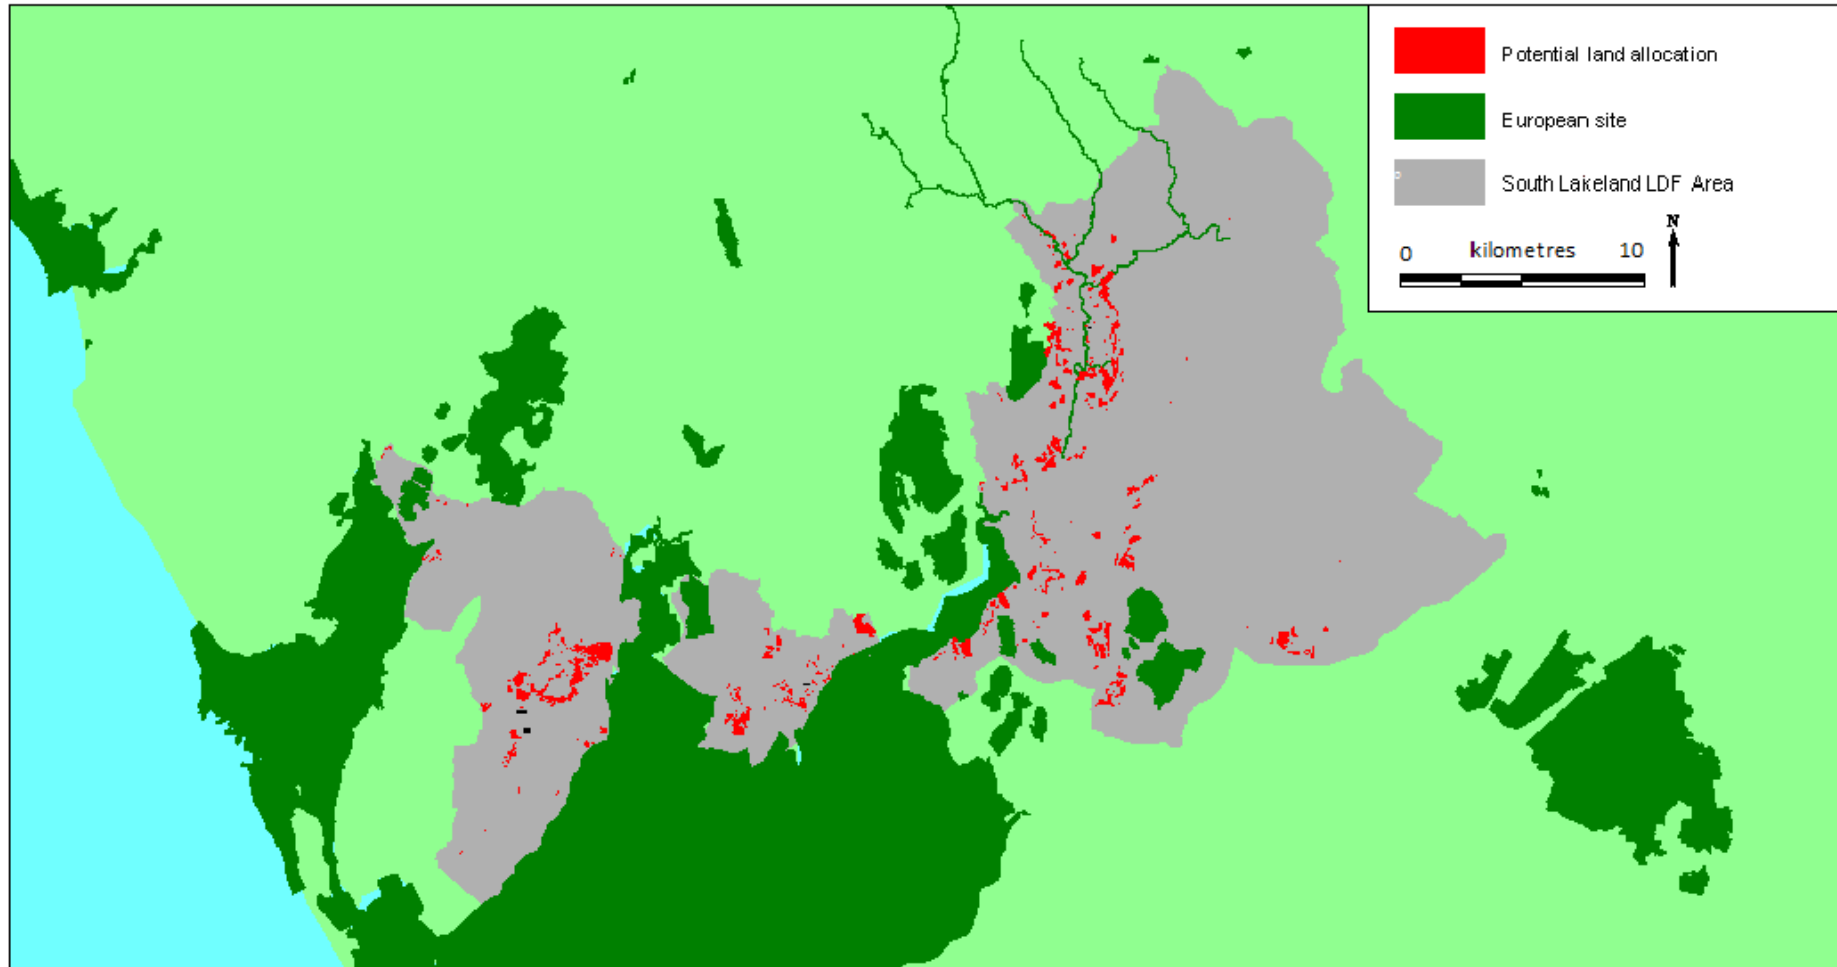 Potential land allocation
European site
South Lakeland LDF Area
N
0 kilometres 10